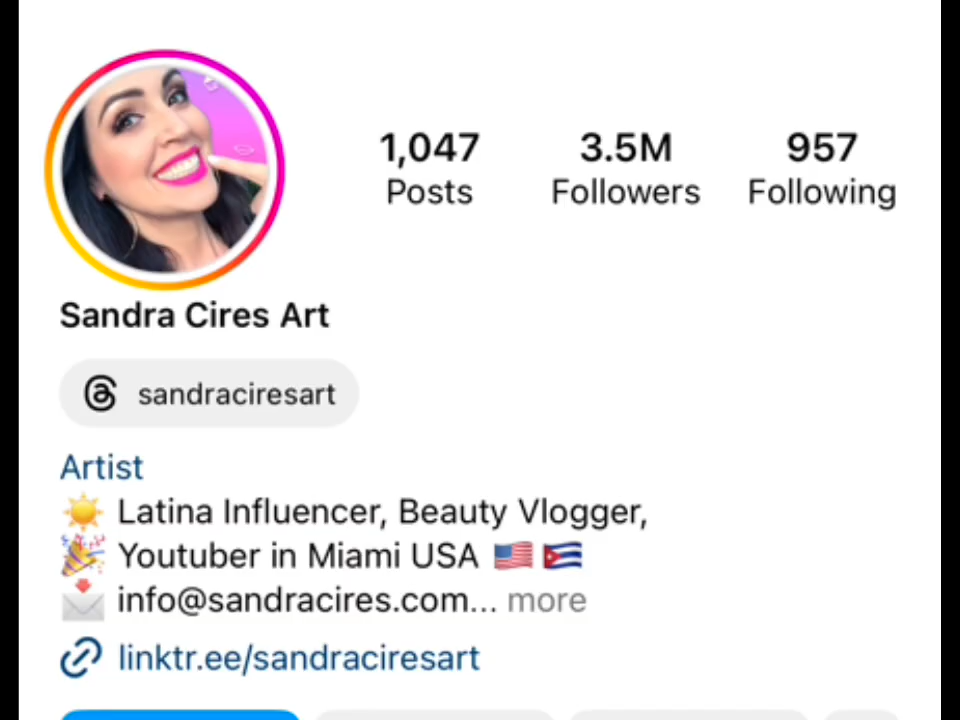 1,047 3.5M 957
Posts Followers Following
Sandra Cires Art
sandraciresart
Artist
☀️ Latina Influencer, Beauty Vlogger,
🎉 Youtuber in Miami USA 🇺🇸🇨🇺
📩 info@sandracires.com... more
linktr.ee/sandraciresart